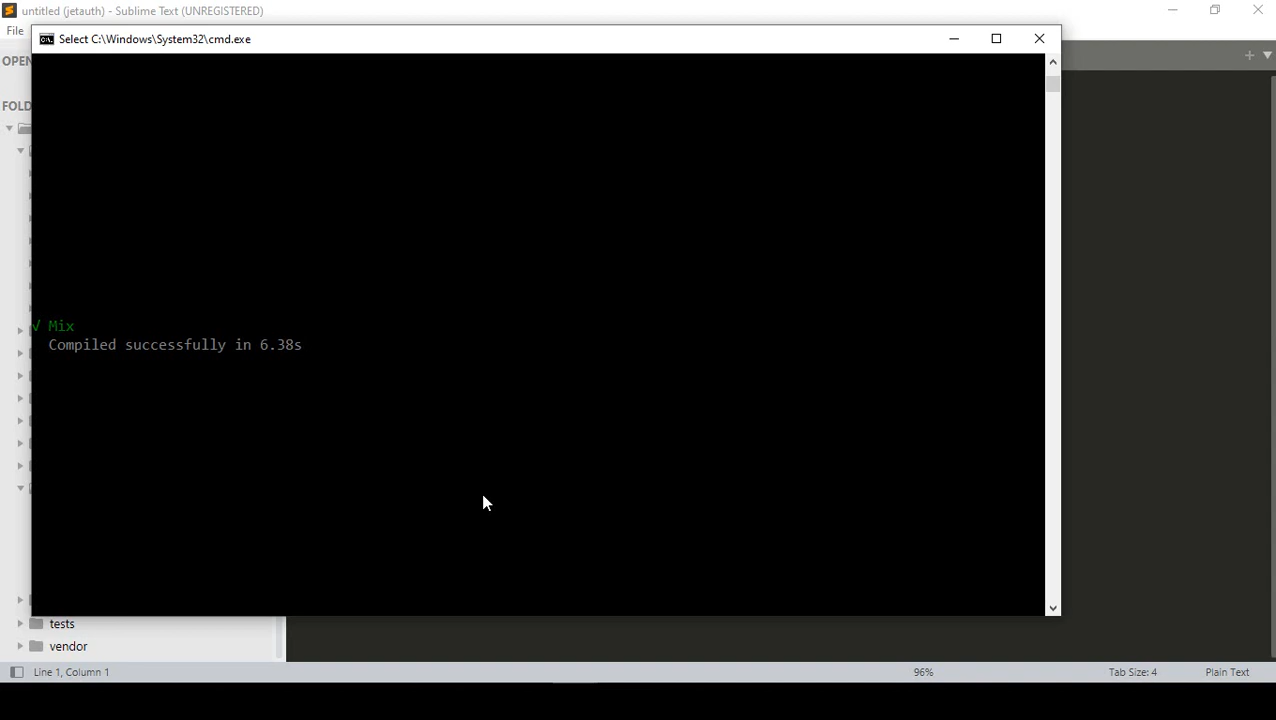 untitled (jetauth) - Sublime Text (UNREGISTERED)
File
Select C:\Windows\System32\cmd.exe
OPEN
FOLD
√ Mix
Compiled successfully in 6.38s
tests
vendor
Line 1, Column 1
96%
Tab Size: 4
Plain Text